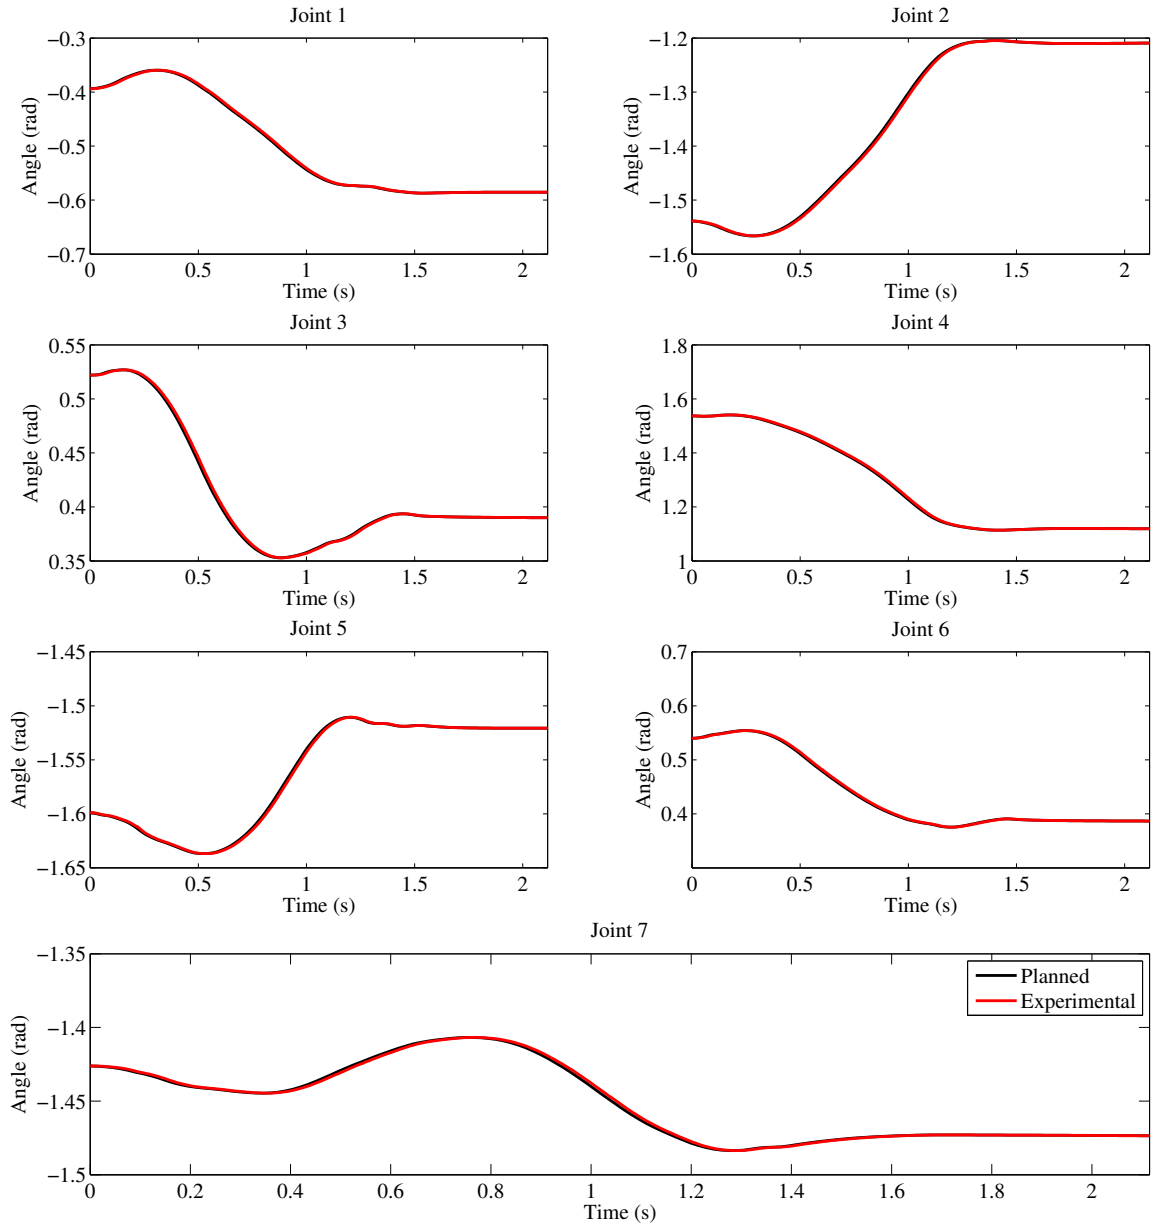 Joint 1
−0.3
−0.4
−0.5
−0.6
−0.7
Angle (rad)
0 0.5 1 1.5 2
Time (s)
Joint 2
−1.2
−1.3
−1.4
−1.5
−1.6
Angle (rad)
0 0.5 1 1.5 2
Time (s)
Joint 3
0.55
0.5
0.45
0.4
0.35
Angle (rad)
0 0.5 1 1.5 2
Time (s)
Joint 4
1.8
1.6
1.4
1.2
1
Angle (rad)
0 0.5 1 1.5 2
Time (s)
Joint 5
−1.45
−1.5
−1.55
−1.6
−1.65
Angle (rad)
0 0.5 1 1.5 2
Time (s)
Joint 6
0.7
0.6
0.5
0.4
Angle (rad)
0 0.5 1 1.5 2
Time (s)
Joint 7
−1.35
−1.4
−1.45
−1.5
Angle (rad)
Planned
Experimental
0 0.2 0.4 0.6 0.8 1 1.2 1.4 1.6 1.8 2
Time (s)